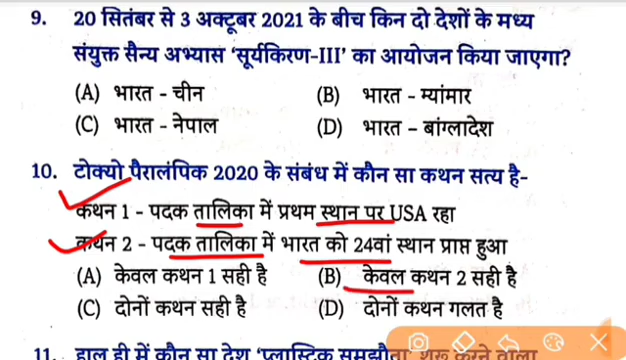 9. 20 सितंबर से 3 अक्टूबर 2021 के बीच किन दो देशों के मध्य
संयुक्त सैन्य अभ्यास ‘सूर्यकिरण-III’ का आयोजन किया जाएगा?
(A) भारत - चीन (B) भारत - म्यांमार
(C) भारत - नेपाल (D) भारत – बांग्लादेश
10. टोक्यो पैरालंपिक 2020 के संबंध में कौन सा कथन सत्य है-
कथन 1 - पदक तालिका में प्रथम स्थान पर USA रहा
कथन 2 - पदक तालिका में भारत को 24वां स्थान प्राप्त हुआ
(A) केवल कथन 1 सही है (B) केवल कथन 2 सही है
(C) दोनों कथन सही है (D) दोनों कथन गलत है
11. हाल ही में कौन सा देश ‘प्लास्टिक समझौता’ शुरू करने वाला